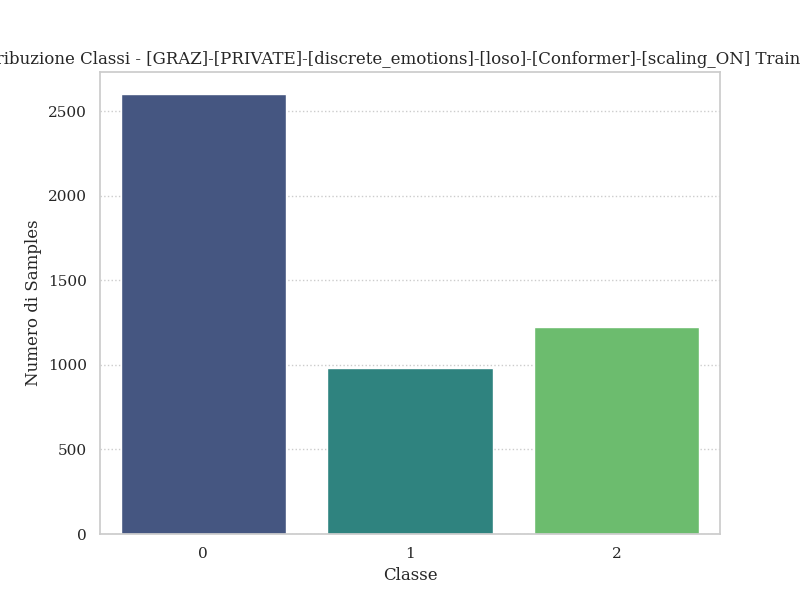 ribuzione Classi - [GRAZ]-[PRIVATE]-[discrete_emotions]-[loso]-[Conformer]-[scaling_ON] Train
2500
2000
1500
1000
500
0
Numero di Samples
0 1 2
Classe